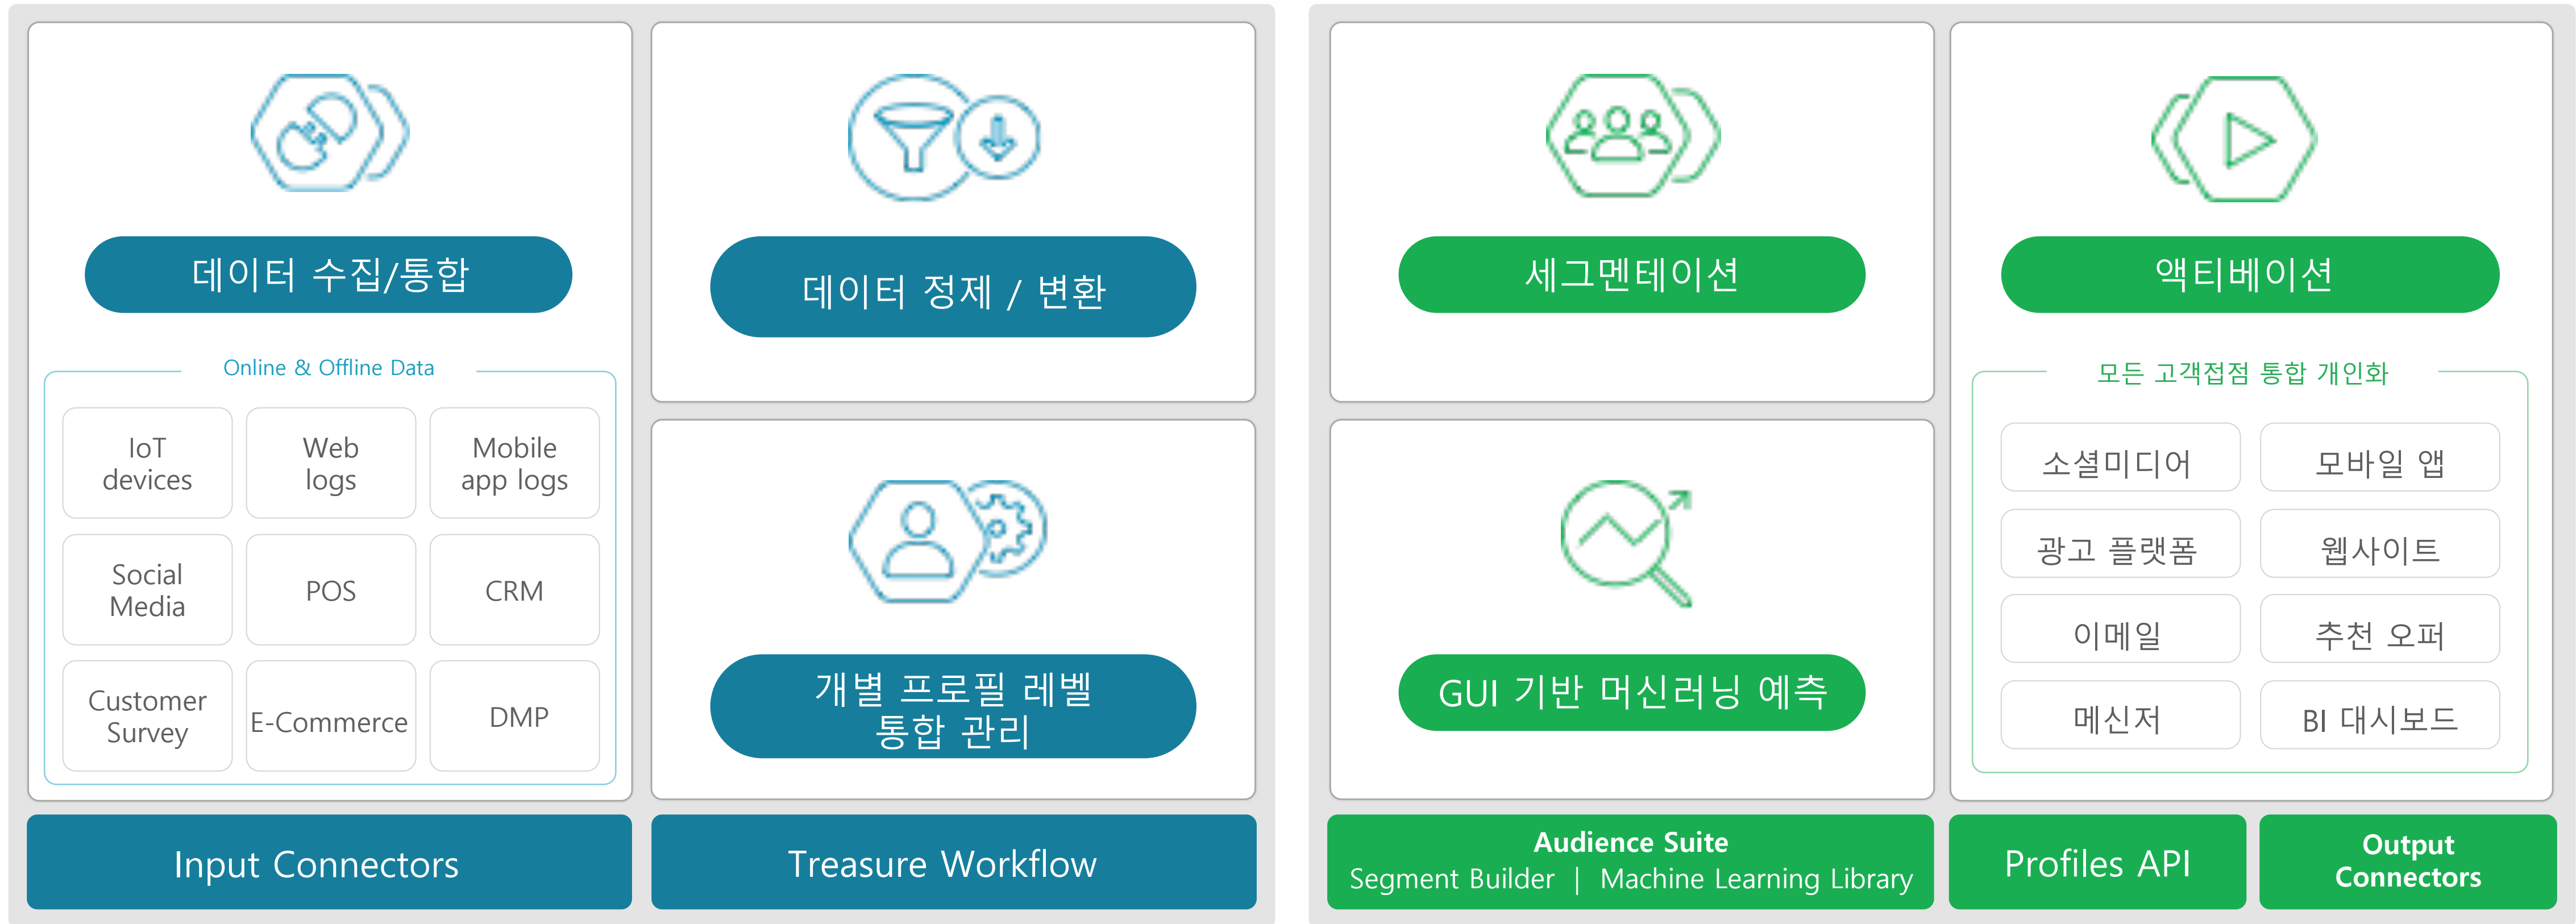 데이터 수집/통합
Online & Offline Data
IoT
devices
Web
logs
Mobile
app logs
Social
Media
POS
CRM
Customer
Survey
E-Commerce
DMP
Input Connectors
데이터 정제 / 변환
개별 프로필 레벨
통합 관리
Treasure Workflow
세그멘테이션
GUI 기반 머신러닝 예측
Audience Suite
Segment Builder | Machine Learning Library
액티베이션
모든 고객접점 통합 개인화
소셜미디어
모바일 앱
광고 플랫폼
웹사이트
이메일
추천 오퍼
메신저
BI 대시보드
Profiles API
Output
Connectors